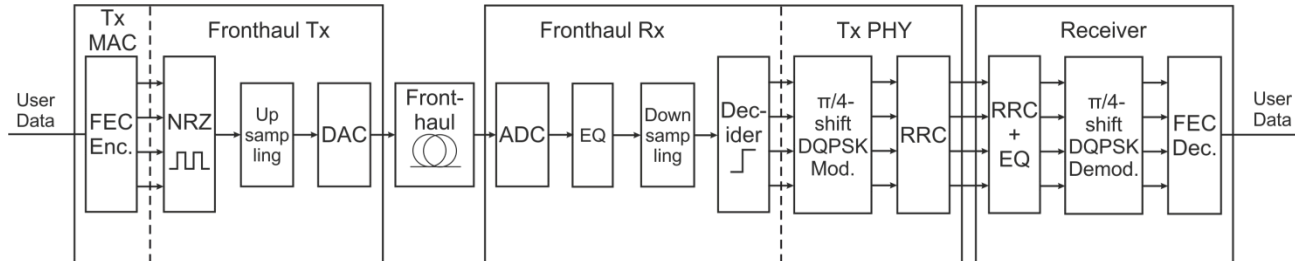 Tx
MAC
Fronthaul Tx
Fronthaul Rx
Tx PHY
Receiver
User
Data
FEC
Enc.
NRZ
Up
samp
ling
DAC
Front-
haul
ADC
EQ
Down
samp
ling
Dec-
ider
π/4-
shift
DQPSK
Mod.
RRC
RRC
+
EQ
π/4-
shift
DQPSK
Demod.
FEC
Dec.
User
Data